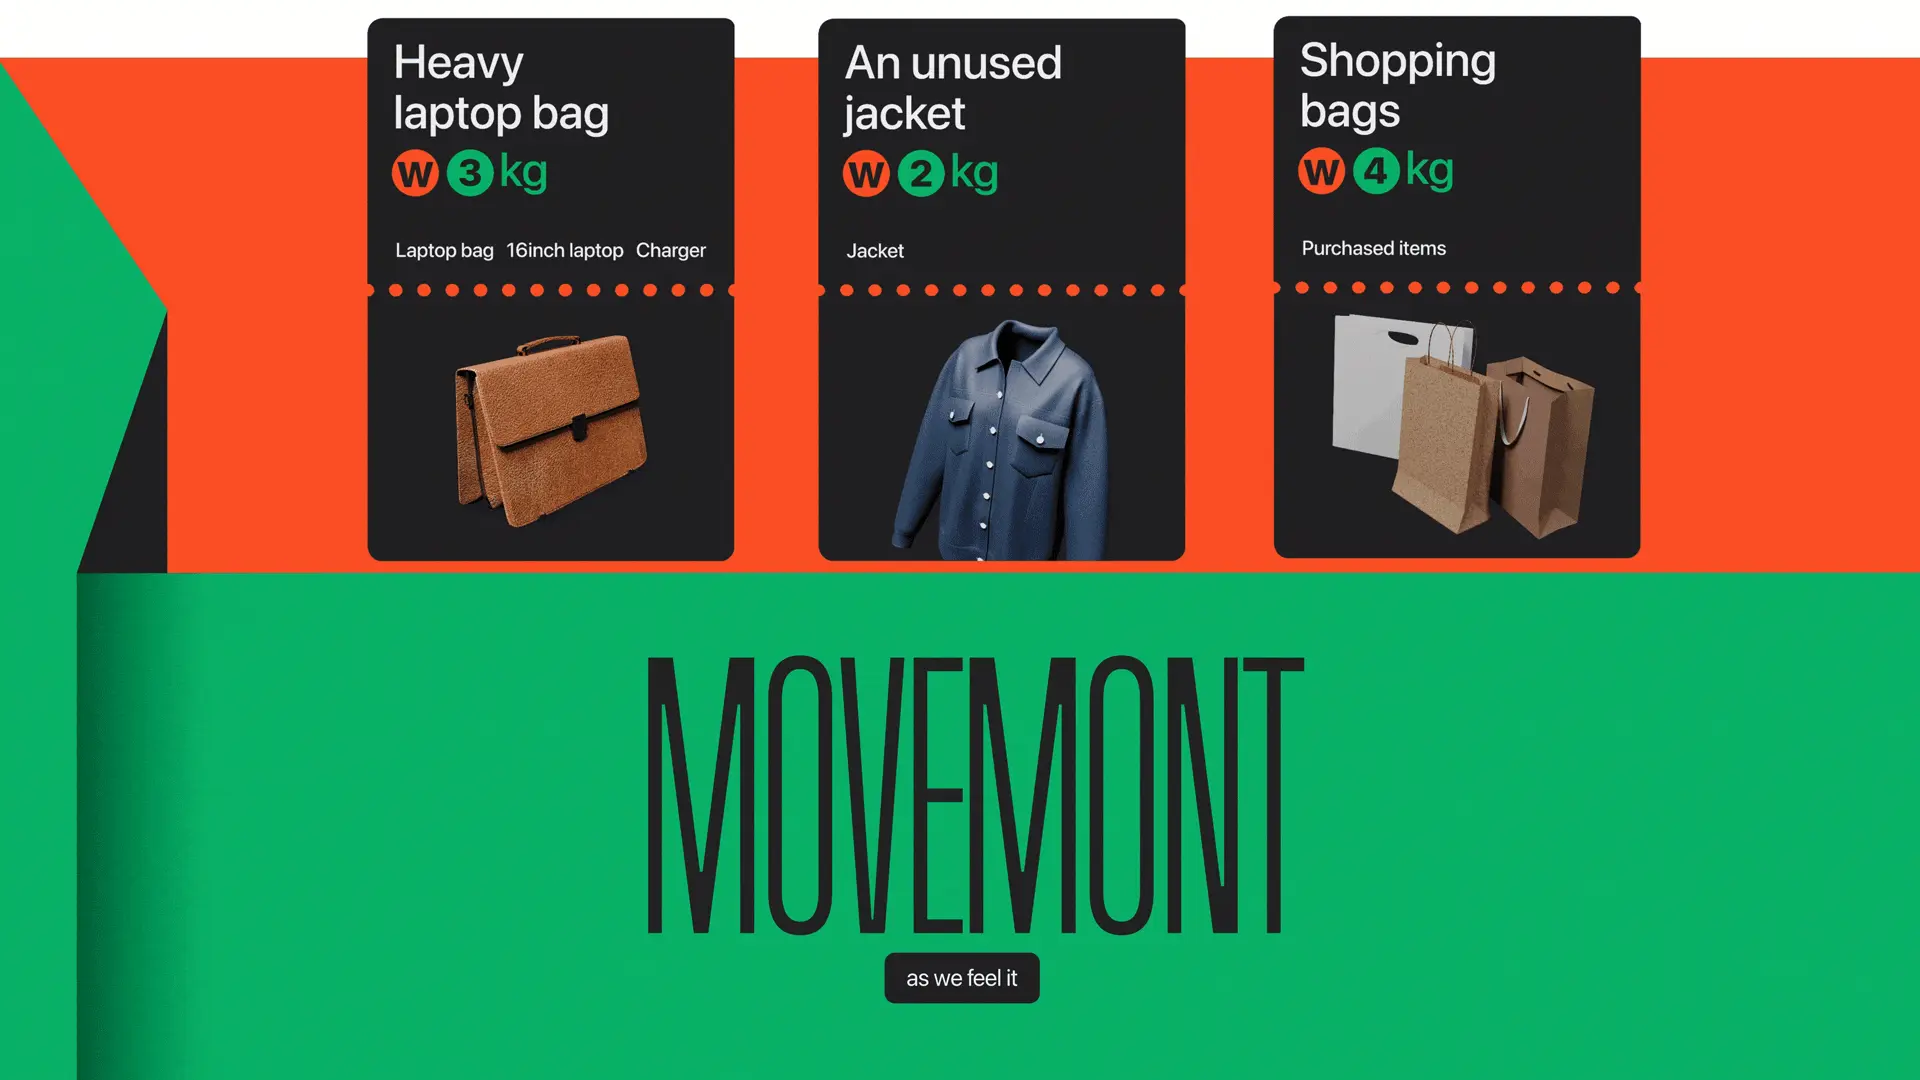 Heavy
laptop bag
W 3 kg
Laptop bag 16inch laptop Charger
An unused
jacket
W 2 kg
Jacket
Shopping
bags
W 4 kg
Purchased items
MOVEMONT
as we feel it